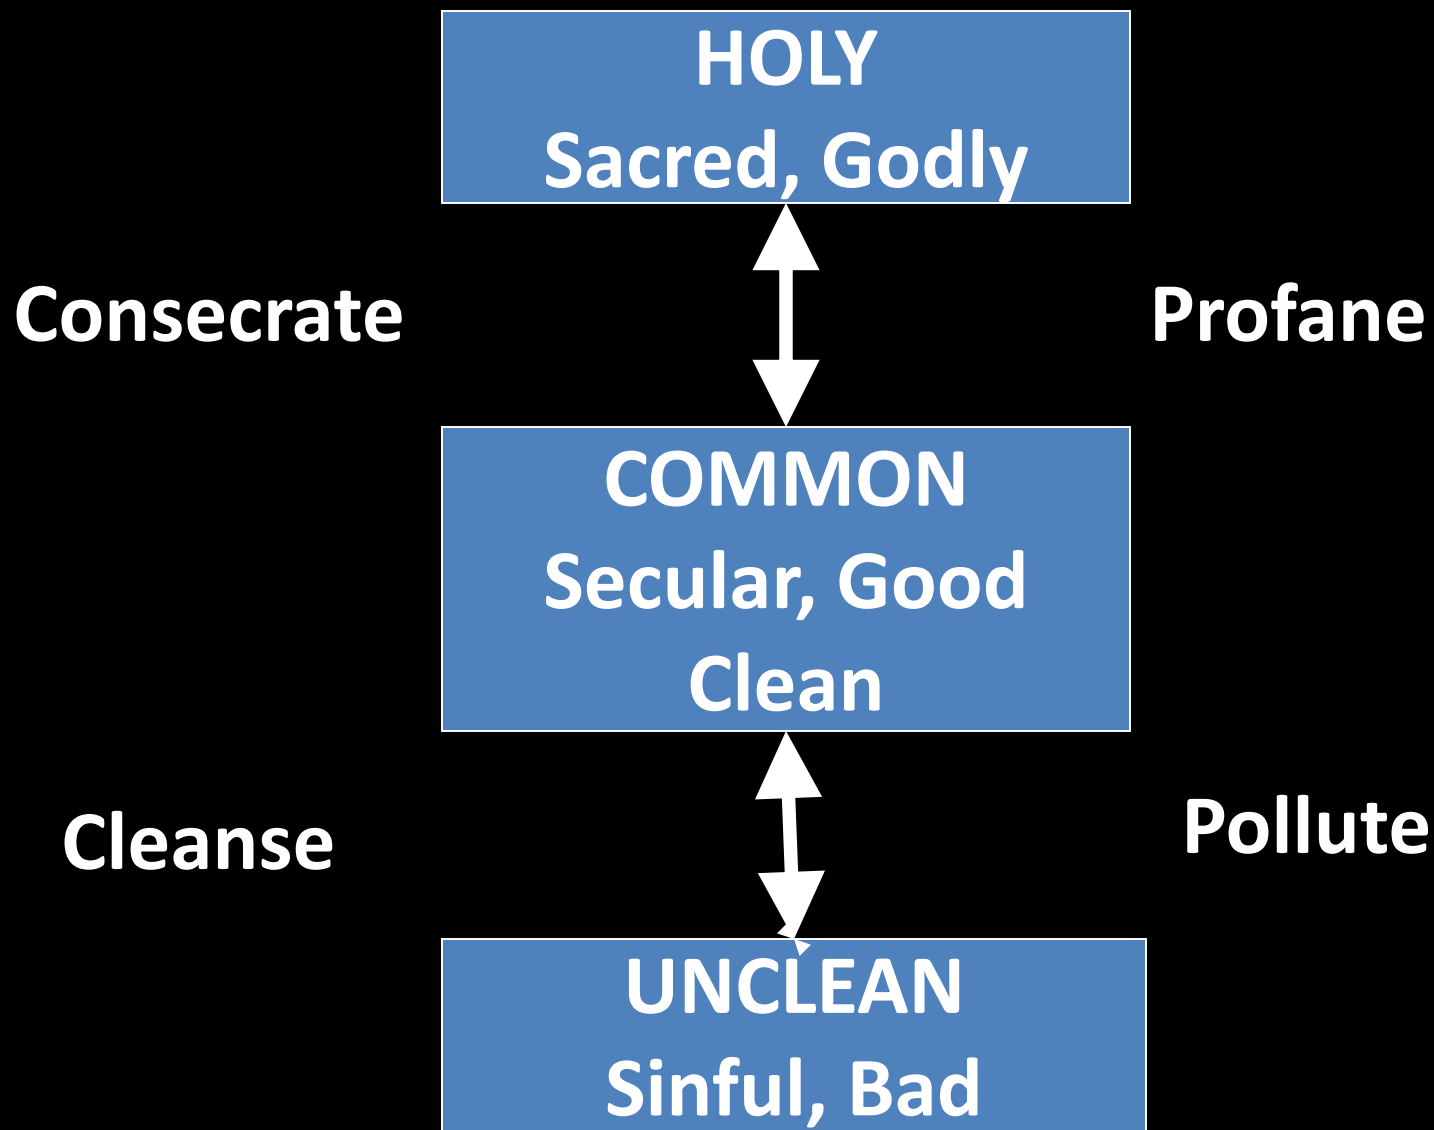 HOLY
Sacred, Godly
Consecrate
Profane
COMMON
Secular, Good
Clean
Cleanse
Pollute
UNCLEAN
Sinful, Bad